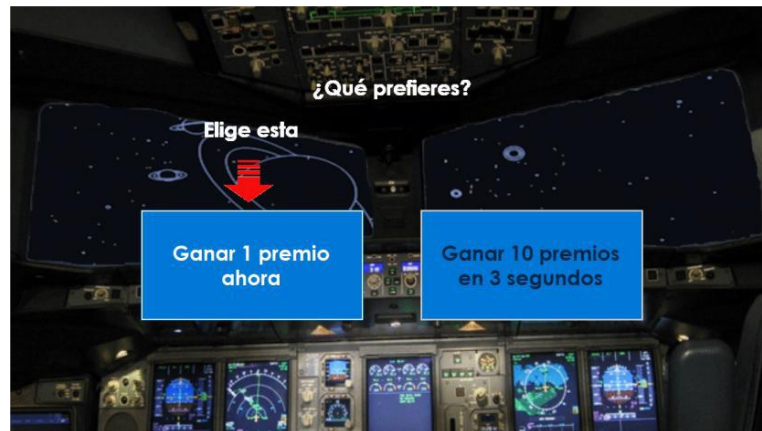 ¿Qué prefieres?
Elige esta
Ganar 1 premio
ahora
Ganar 10 premios
en 3 segundos